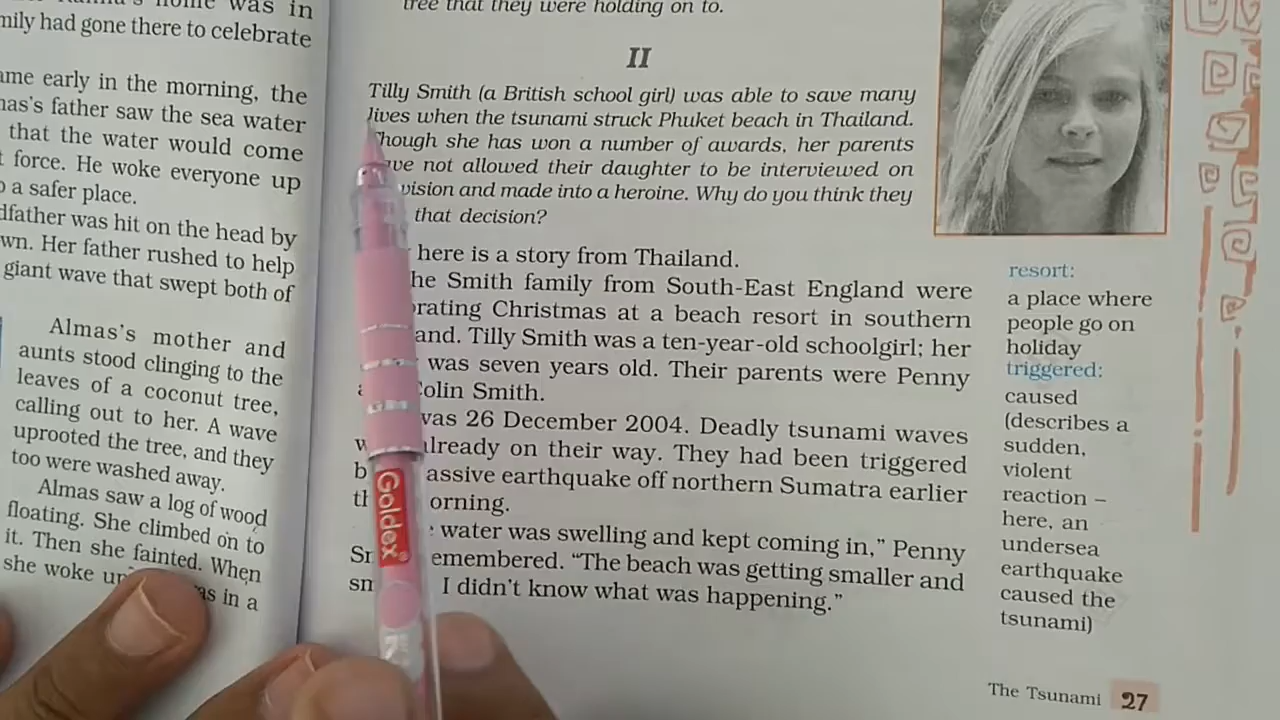 home was in
mily had gone there to celebrate
ame early in the morning, the
nas's father saw the sea water
that the water would come
t force. He woke everyone up
o a safer place.
dfather was hit on the head by
wn. Her father rushed to help
giant wave that swept both of
Almas's mother and
aunts stood clinging to the
leaves of a coconut tree,
calling out to her. A wave
uprooted the tree, and they
too were washed away.
Almas saw a log of wood
floating. She climbed on to
it. Then she fainted. When
she woke up as in a
tree that they were holding on to.
II
Tilly Smith (a British school girl) was able to save many
lives when the tsunami struck Phuket beach in Thailand.
hough she has won a number of awards, her parents
ve not allowed their daughter to be interviewed on
vision and made into a heroine. Why do you think they
that decision?
here is a story from Thailand.
he Smith family from South-East England were
rating Christmas at a beach resort in southern
and. Tilly Smith was a ten-year-old schoolgirl; her
was seven years old. Their parents were Penny
a Colin Smith.
was 26 December 2004. Deadly tsunami waves
w already on their way. They had been triggered
b assive earthquake off northern Sumatra earlier
th orning.
water was swelling and kept coming in,” Penny
Sm emembered. “The beach was getting smaller and
sm I didn't know what was happening.”
resort:
a place where
people go on
holiday
triggered:
caused
(describes a
sudden,
violent
reaction –
here, an
undersea
earthquake
caused the
tsunami)
Goldex
The Tsunami 27